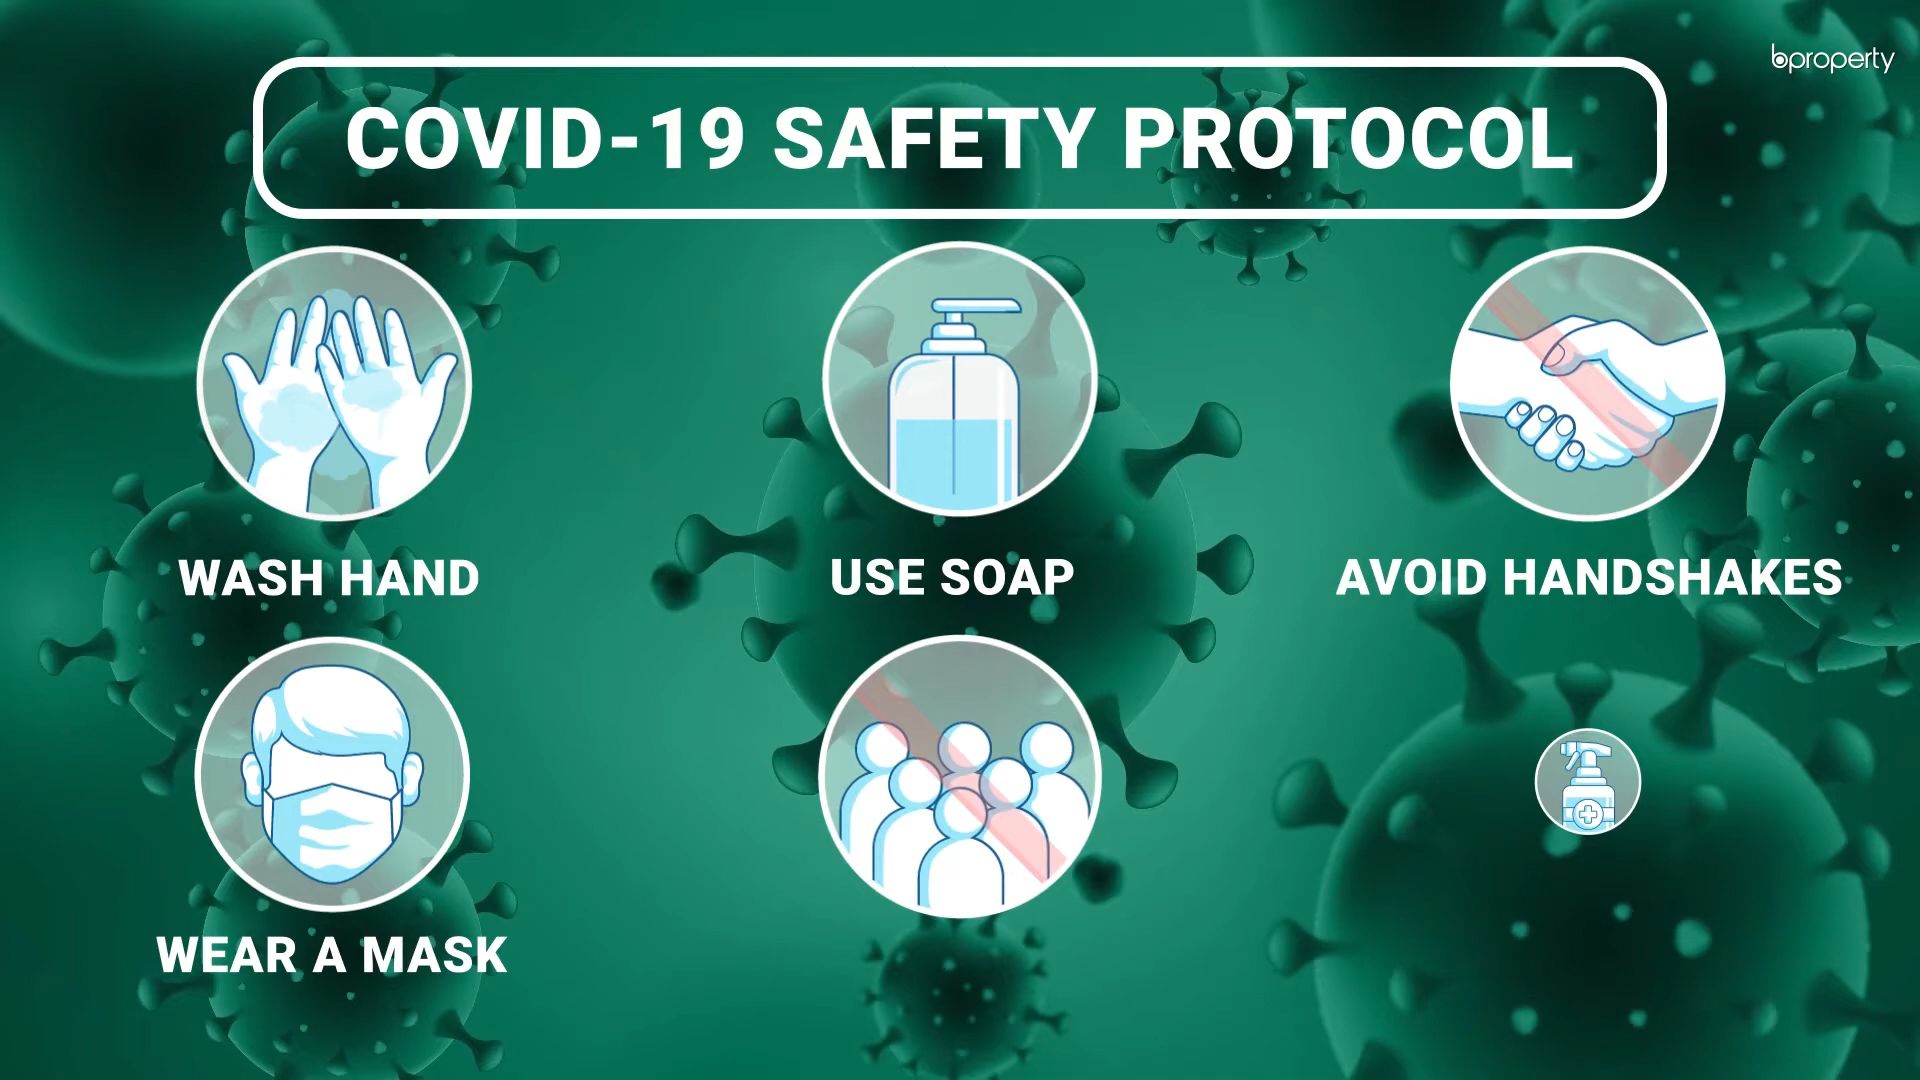 bproperty
COVID-19 SAFETY PROTOCOL
WASH HAND
USE SOAP
AVOID HANDSHAKES
WEAR A MASK